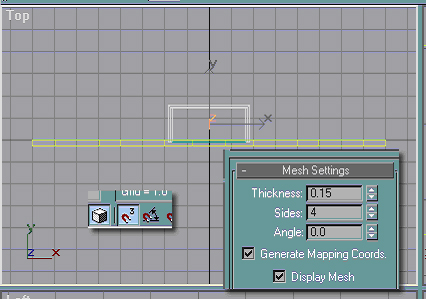 Top
y
x
z
Grid = 1.0
3
y
z x
- Mesh Settings
Thickness: 0.15
Sides: 4
Angle: 0.0
Generate Mapping Coords.
Display Mesh